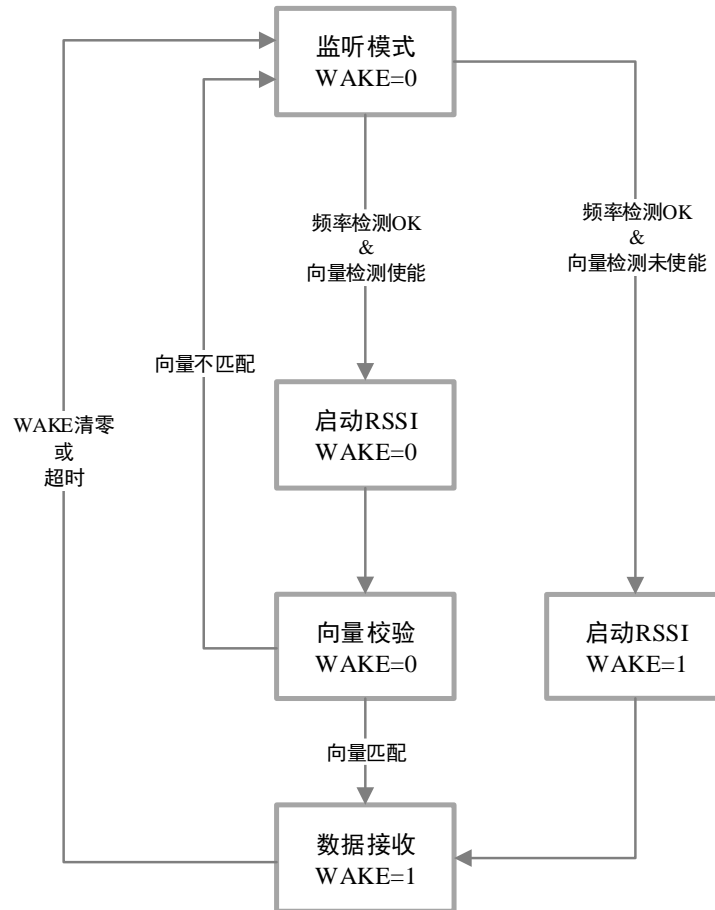 监听模式
WAKE=0
频率检测OK
&
向量检测使能
频率检测OK
&
向量检测未使能
向量不匹配
WAKE清零
或
超时
启动RSSI
WAKE=0
向量校验
WAKE=0
启动RSSI
WAKE=1
向量匹配
数据接收
WAKE=1